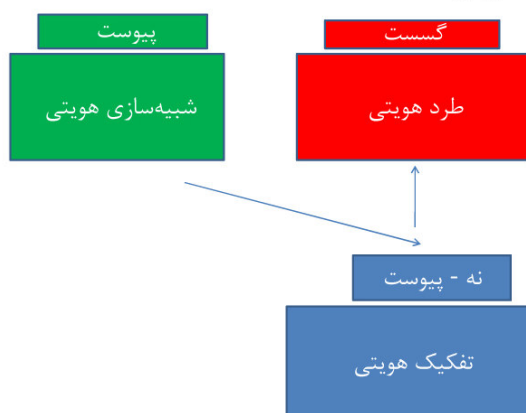 گسست
پیوست
طرد هویتی
شبیه‌سازی هویتی
نه - پیوست
تفکیک هویتی